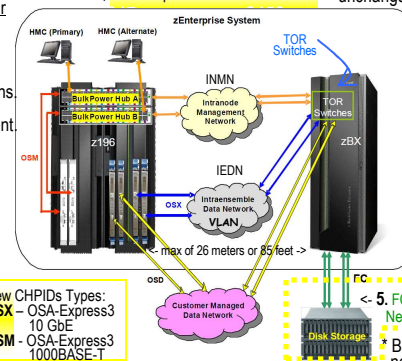 zEnterprise System
HMC (Primary) HMC (Alternate)
TOR
Switches
INMN
BulkPower Hub A
BulkPower Hub B
Intranode
Management
Network
TOR
Switches
z196
zBX
OSM
IEDN
OSX
Intraensemble
Data Network
VLAN
<- max of 26 meters or 85 feet ->
OSD
FC
Customer Managed
Data Network
<- 5.
Disk Storage
CHPIDs Types:
OSA-Express3
10 GbE
SM - OSA-Express3
1000BASE-T
* B